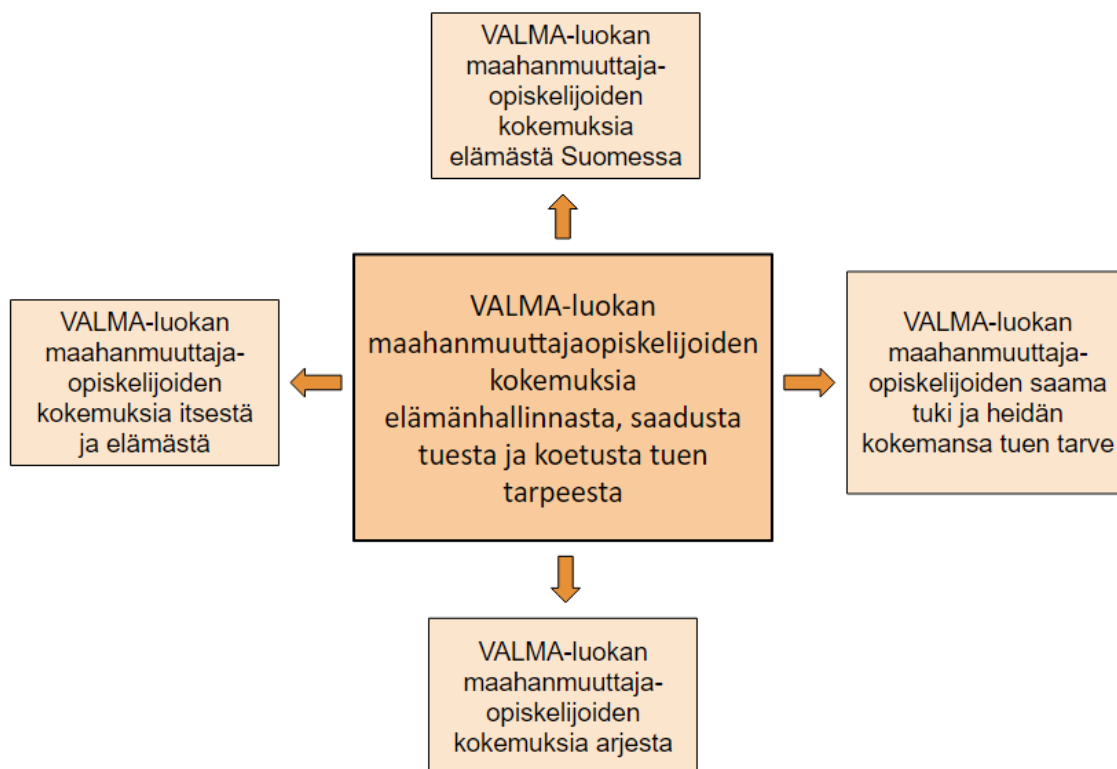 VALMA-luokan
maahanmuuttaja-
opiskelijoiden
kokemuksia
elämästä Suomessa
VALMA-luokan
maahanmuuttaja-
opiskelijoiden
kokemuksia itsestä
ja elämästä
VALMA-luokan
maahanmuuttajaopiskelijoiden
kokemuksia
elämänhallinnasta, saadusta
tuesta ja koetusta tuen
tarpeesta
VALMA-luokan
maahanmuuttaja-
opiskelijoiden saama
tuki ja heidän
kokemansa tuen tarve
VALMA-luokan
maahanmuuttaja-
opiskelijoiden
kokemuksia arjesta